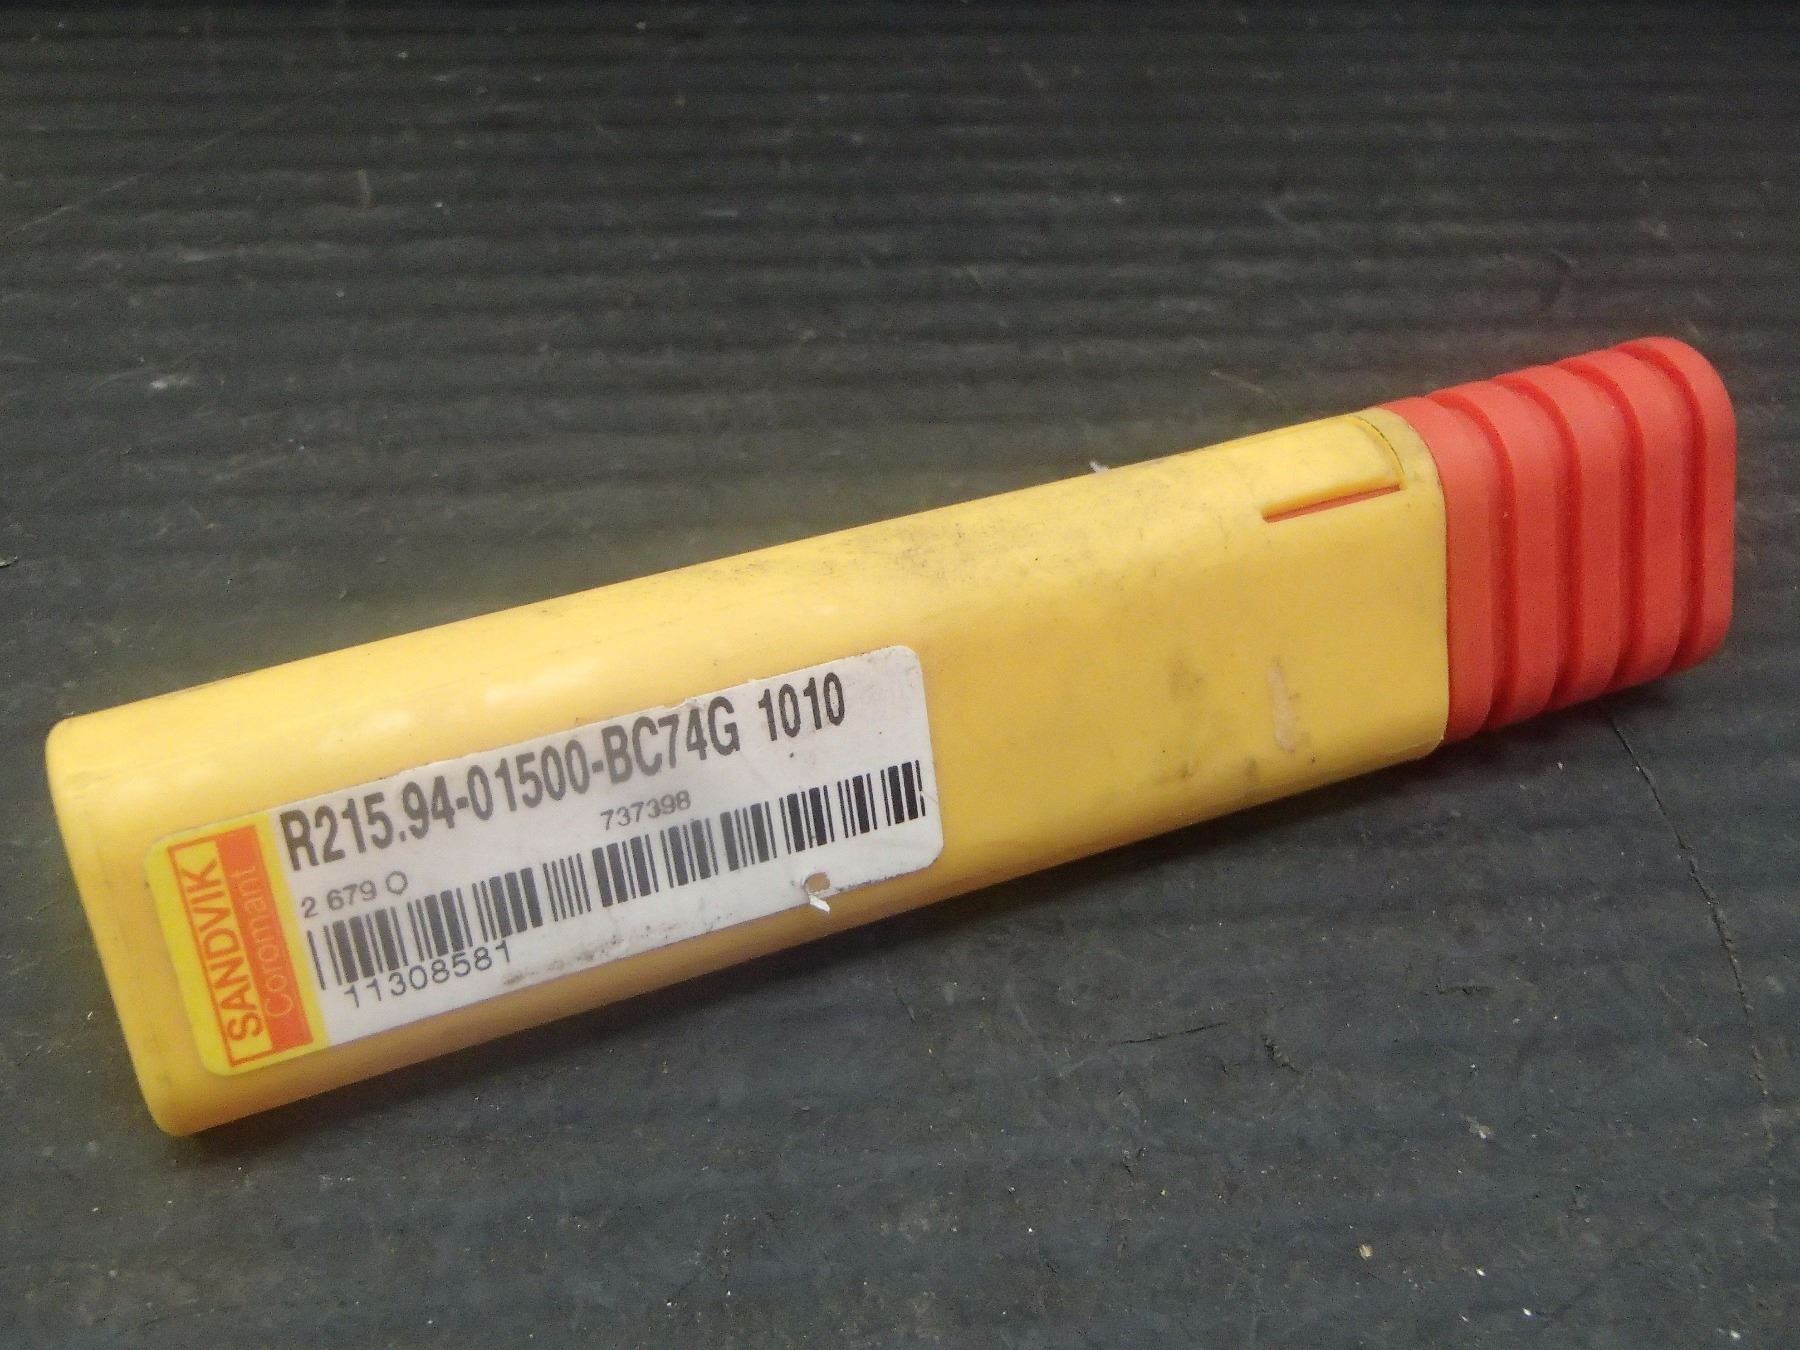 SANDVIK
Coromant
R215.94-01500-BC74G 1010
737398
2 679 O
11308581